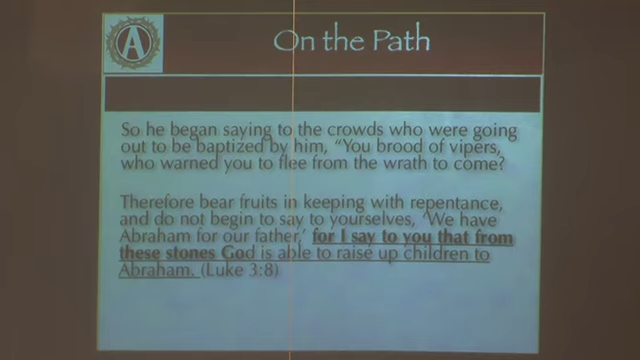 A
On the Path
So he began saying to the crowds who were going
out to be baptized by him, "You brood of vipers,
who warned you to flee from the wrath to come?
Therefore bear fruits in keeping with repentance,
and do not begin to say to yourselves, 'We have
Abraham for our father,' for I say to you that from
these stones God is able to raise up children to
Abraham. (Luke 3:8)